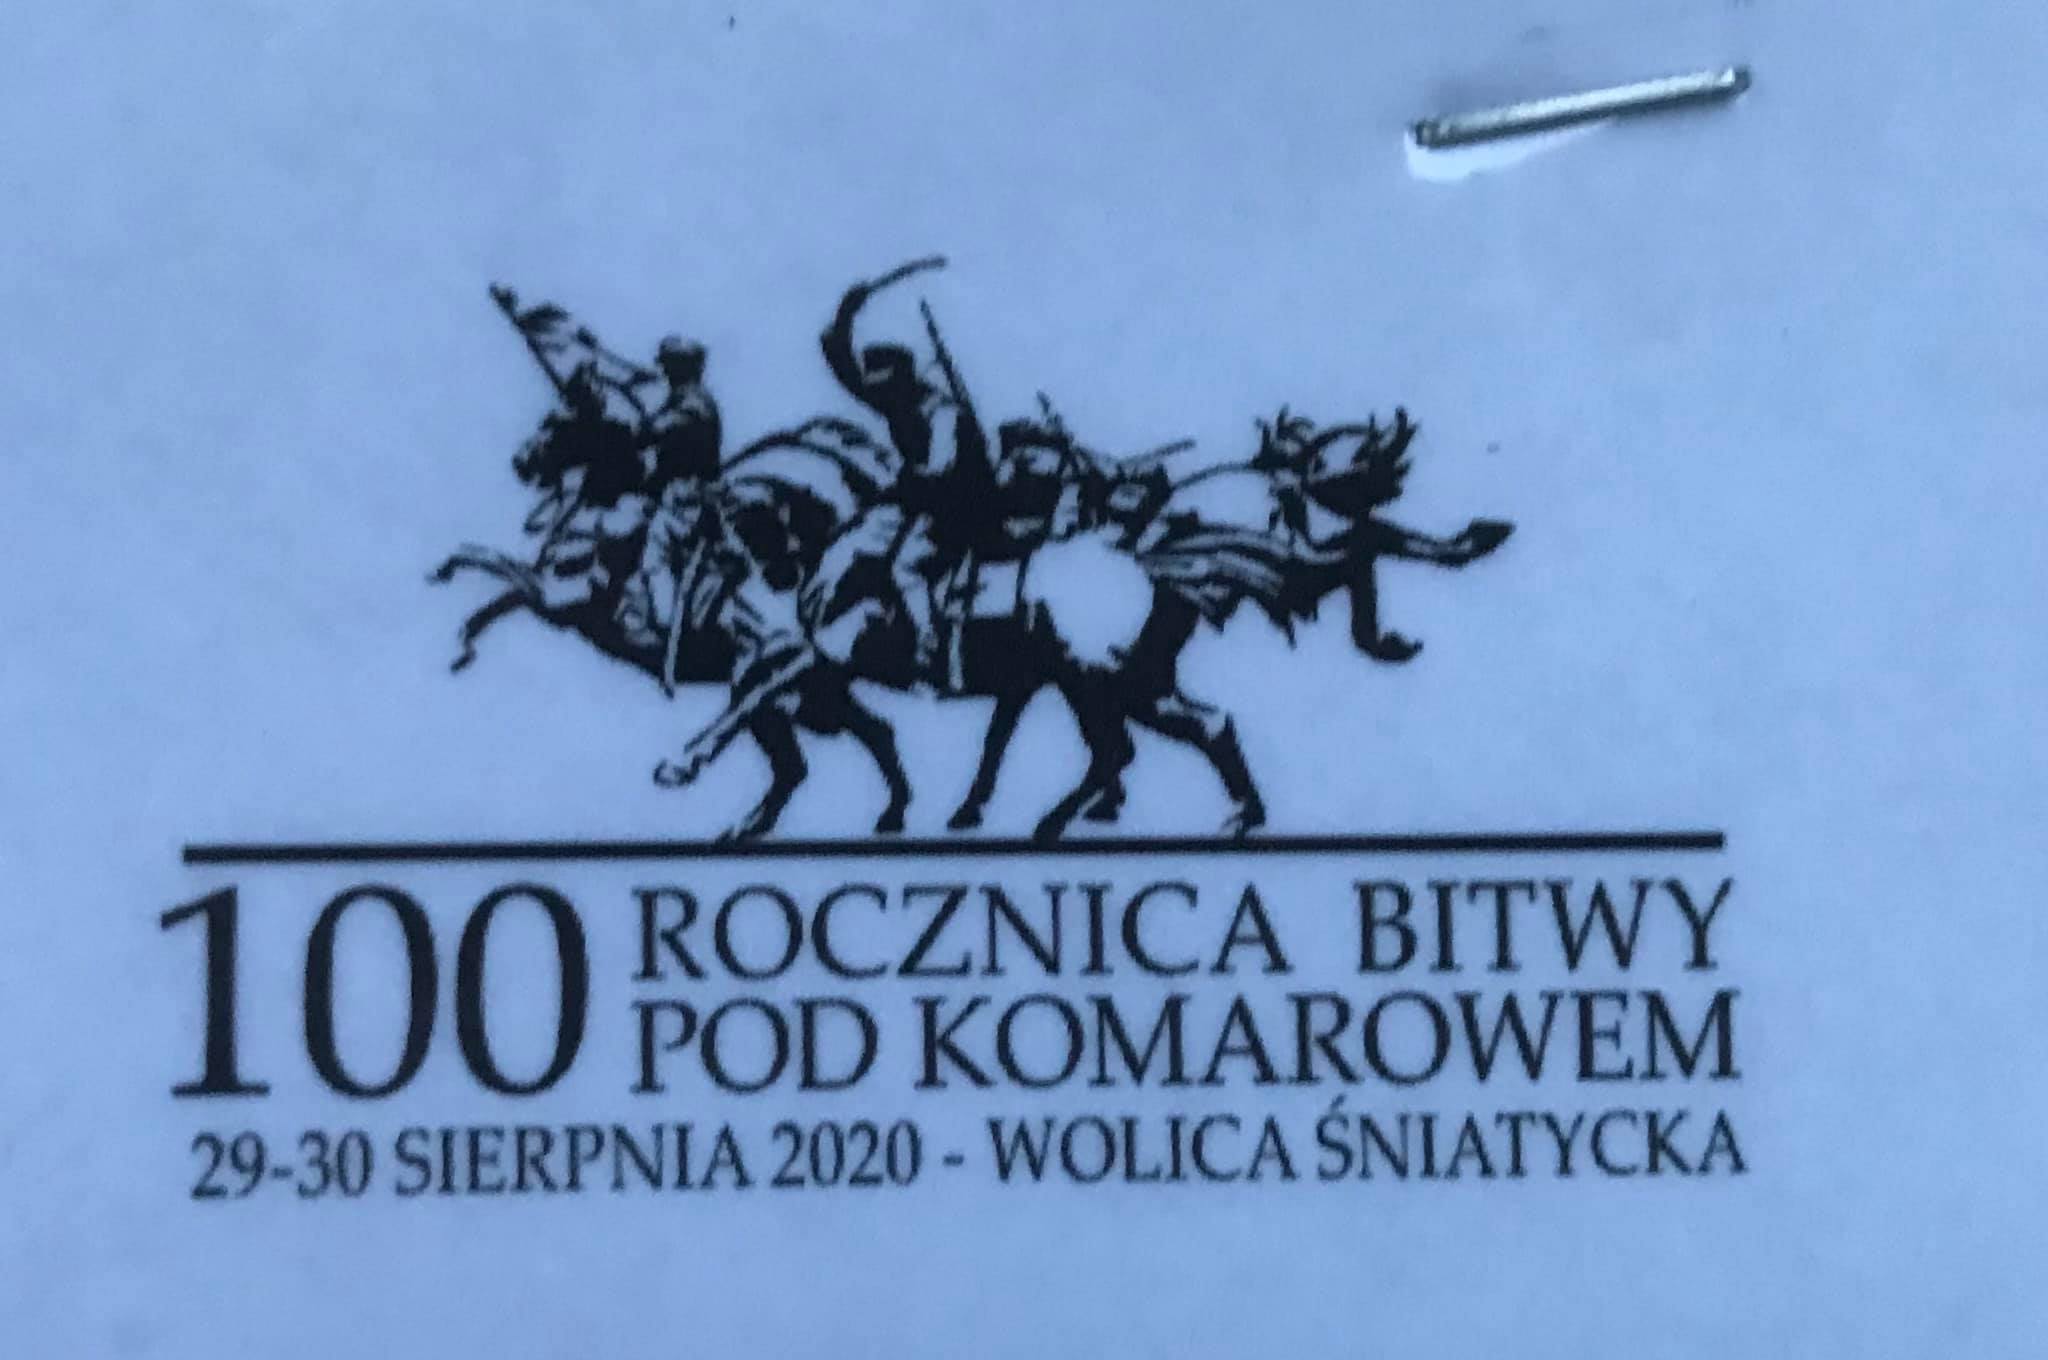 100 ROCZNICA BITWY
POD KOMAROWEM
29-30 SIERPNIA 2020 - WOLICA ŚNIATYCKA